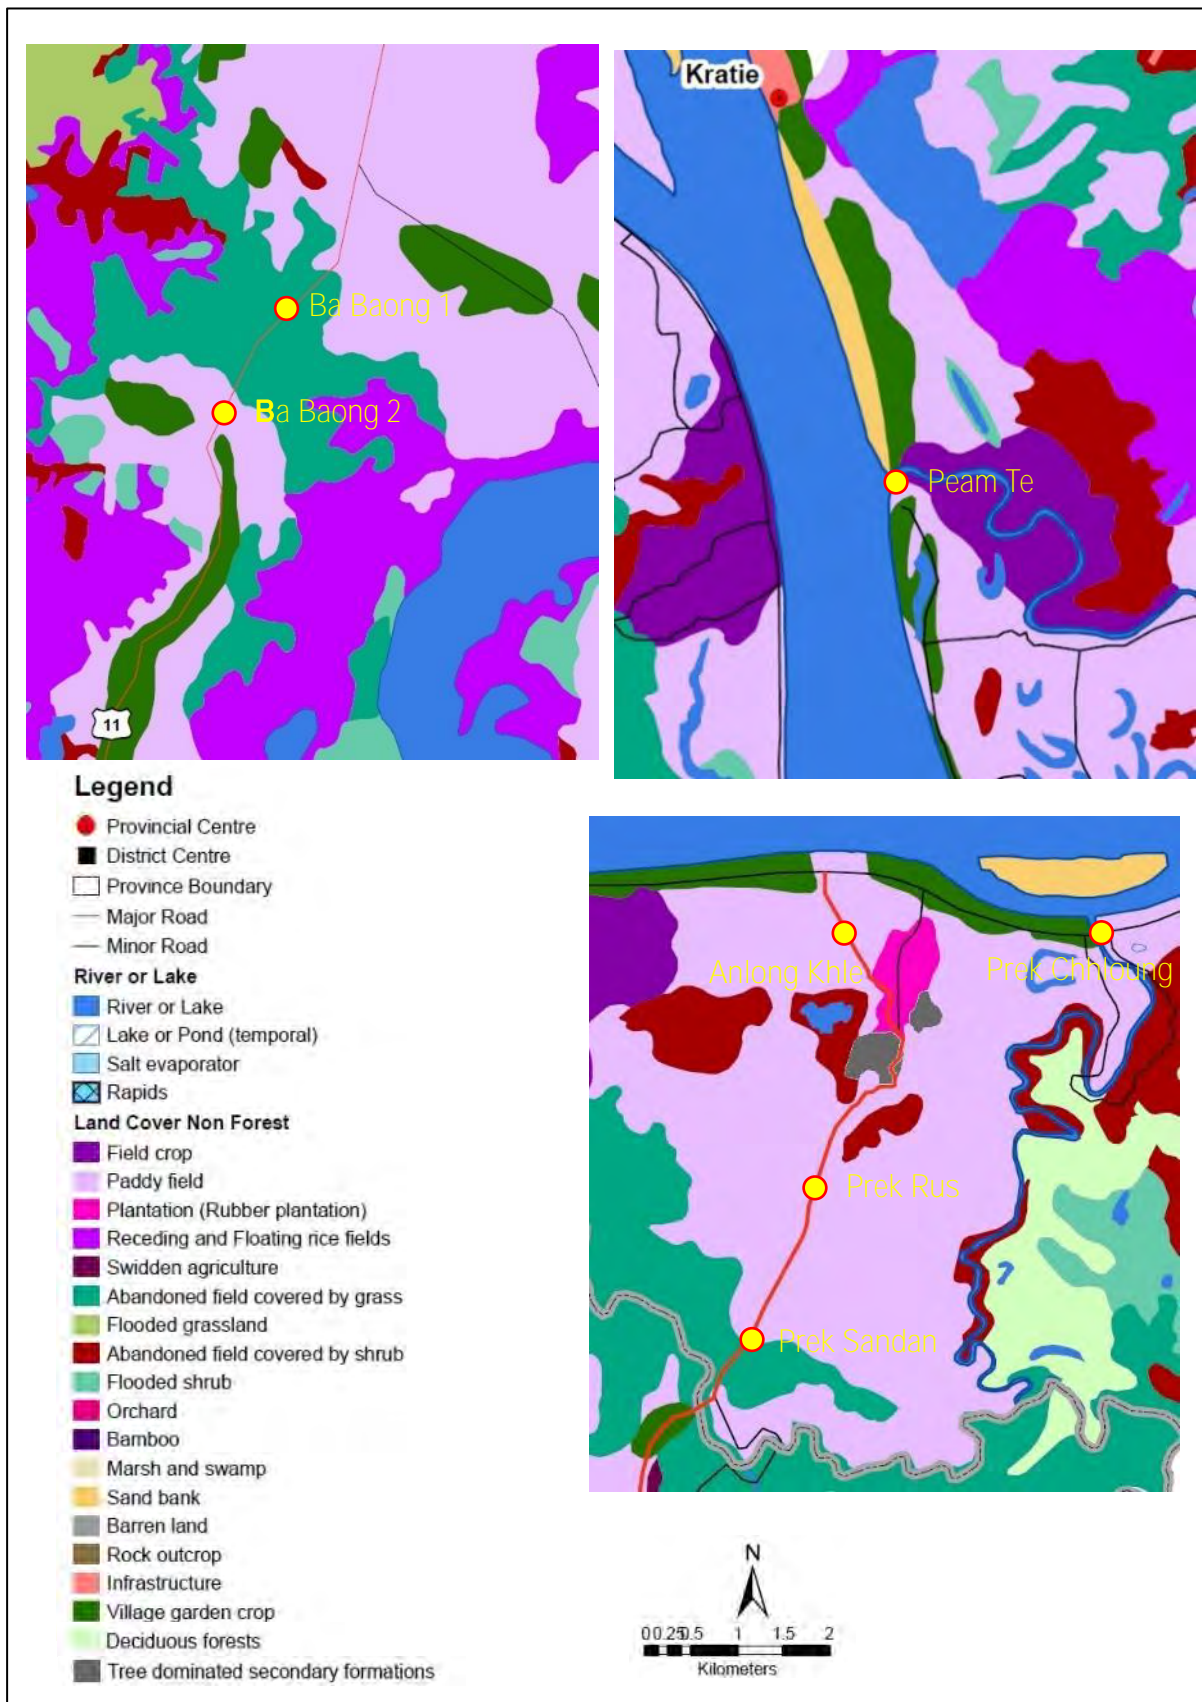 Kratie
Ba Baong 1
Ba Baong 2
Peam Te
11
Legend
Provincial Centre
District Centre
Province Boundary
Major Road
Minor Road
River or Lake
River or Lake
Lake or Pond (temporal)
Salt evaporator
Rapids
Land Cover Non Forest
Field crop
Paddy field
Plantation (Rubber plantation)
Receding and Floating rice fields
Swidden agriculture
Abandoned field covered by grass
Flooded grassland
Abandoned field covered by shrub
Flooded shrub
Orchard
Bamboo
Marsh and swamp
Sand bank
Barren land
Rock outcrop
Infrastructure
Village garden crop
Deciduous forests
Tree dominated secondary formations
Anlong Khle
Prek Chhloung
Prek Rus
Prek Sandan
N
0 0.25 0.5 1 1.5 2
Kilometers